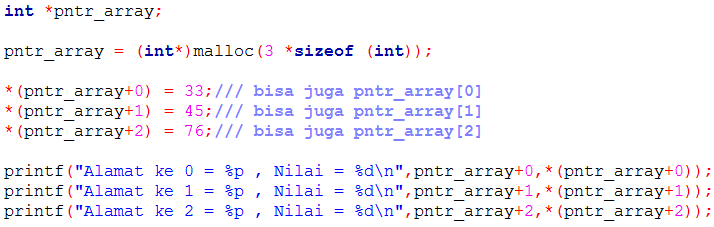 int *pntr_array;
pntr_array = (int*)malloc(3 *sizeof (int));
*(pntr_array+0) = 33;/// bisa juga pntr_array[0]
*(pntr_array+1) = 45;/// bisa juga pntr_array[1]
*(pntr_array+2) = 76;/// bisa juga pntr_array[2]
printf("Alamat ke 0 = %p , Nilai = %d\n",pntr_array+0,*(pntr_array+0));
printf("Alamat ke 1 = %p , Nilai = %d\n",pntr_array+1,*(pntr_array+1));
printf("Alamat ke 2 = %p , Nilai = %d\n",pntr_array+2,*(pntr_array+2));